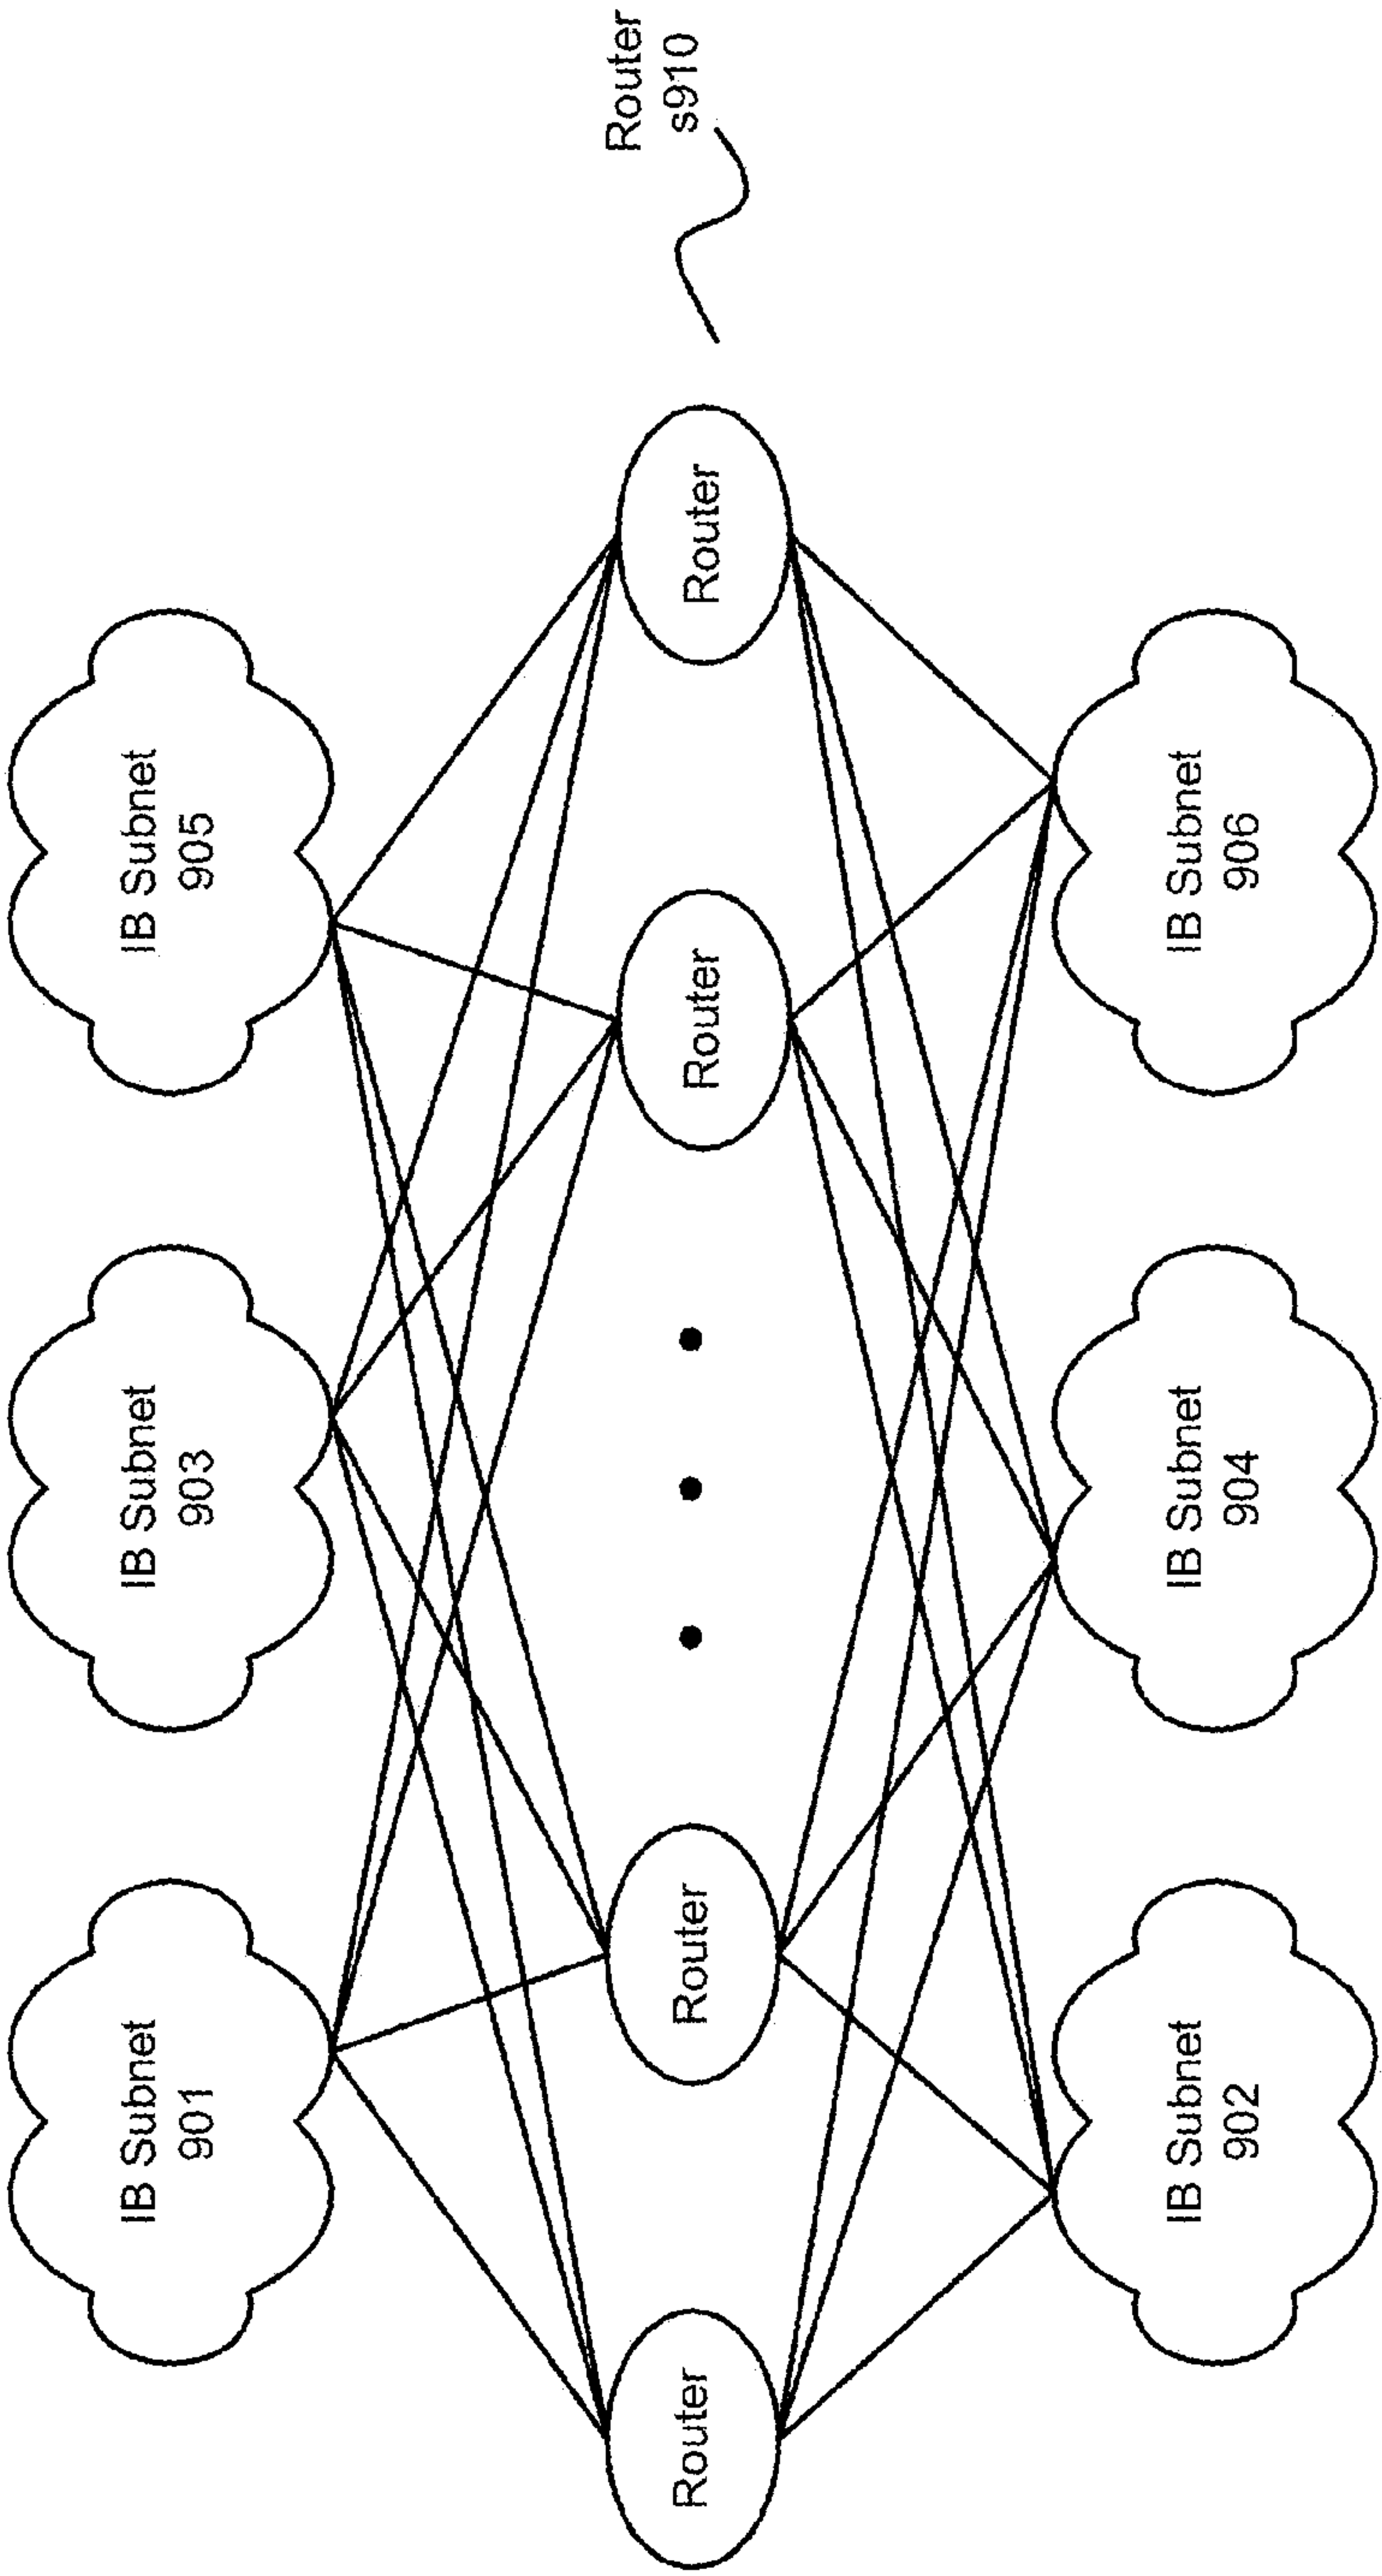 IB Subnet
901
IB Subnet
903
IB Subnet
905
Router
Router
Router
Router
Router
s910
IB Subnet
902
IB Subnet
904
IB Subnet
906